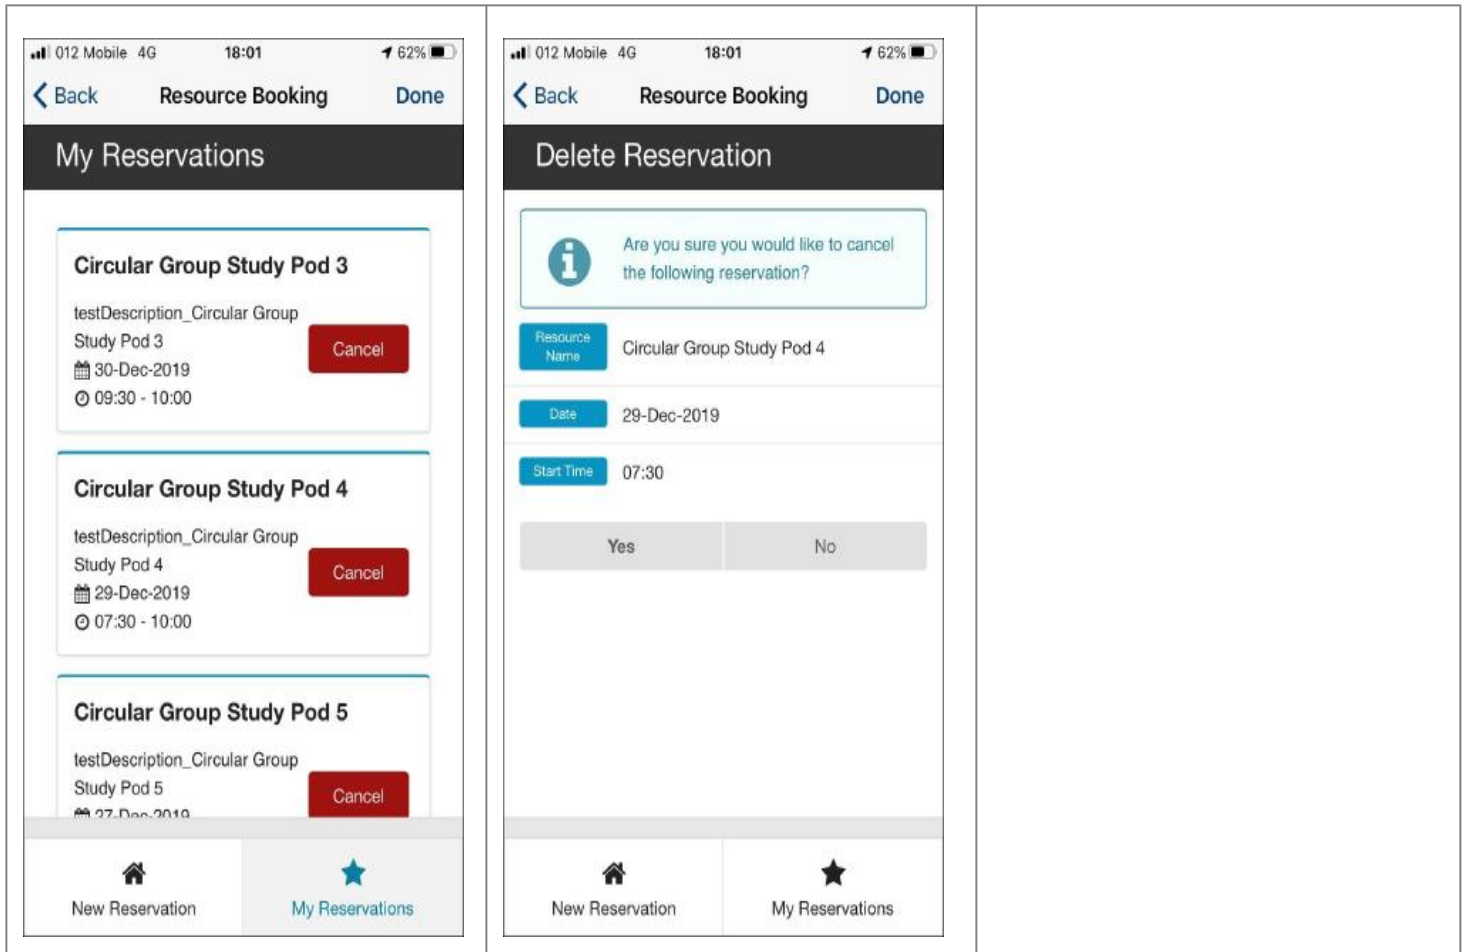 012 Mobile 4G 18:01 62%
Back Resource Booking Done
My Reservations
Circular Group Study Pod 3
testDescription_Circular Group
Study Pod 3
Cancel
30-Dec-2019
09:30 - 10:00
Circular Group Study Pod 4
testDescription_Circular Group
Study Pod 4
Cancel
29-Dec-2019
07:30 - 10:00
Circular Group Study Pod 5
testDescription_Circular Group
Study Pod 5
Cancel
27-Dec-2019
New Reservation My Reservations
012 Mobile 4G 18:01 62%
Back Resource Booking Done
Delete Reservation
Are you sure you would like to cancel
the following reservation?
Resource
Name
Circular Group Study Pod 4
Date 29-Dec-2019
Start Time 07:30
Yes No
New Reservation My Reservations